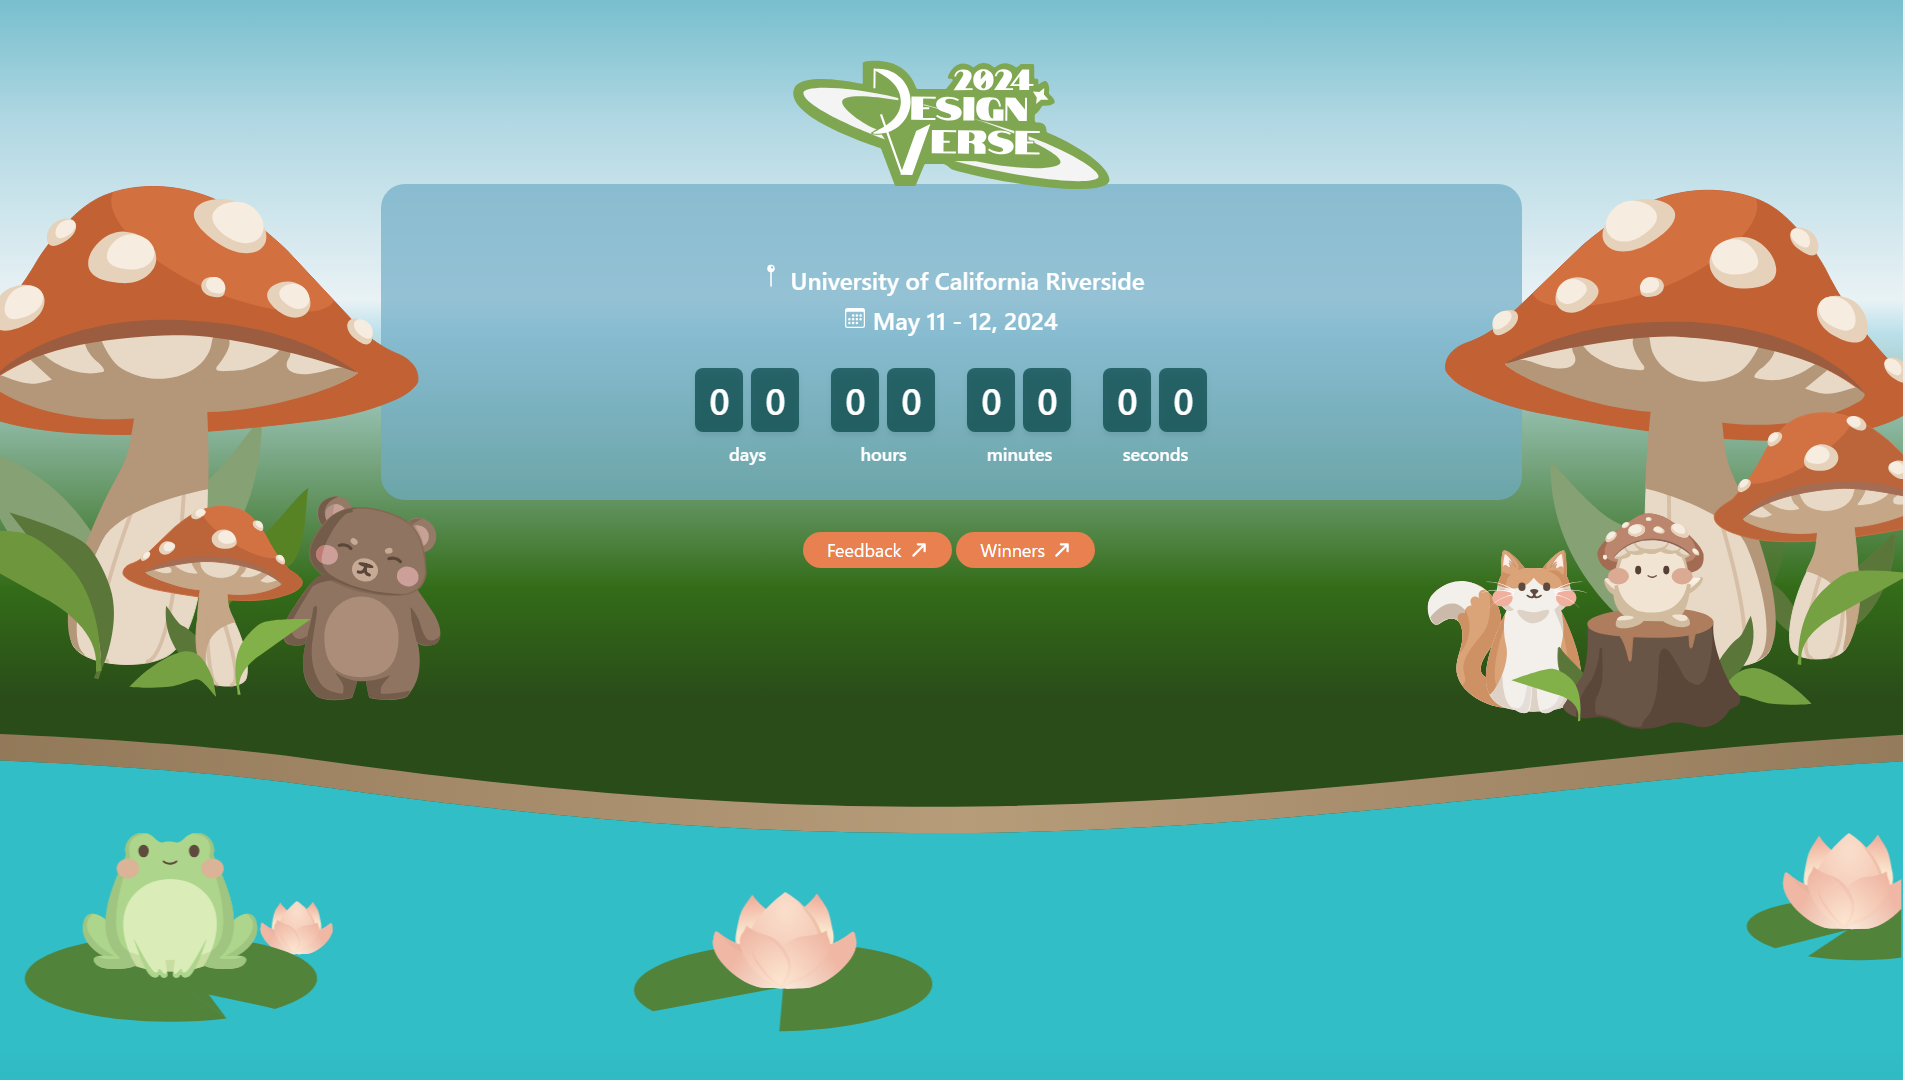 2024
DESIGN
VERSE
University of California Riverside
May 11 - 12, 2024
0 0 0 0 0 0 0 0
days hours minutes seconds
Feedback Winners